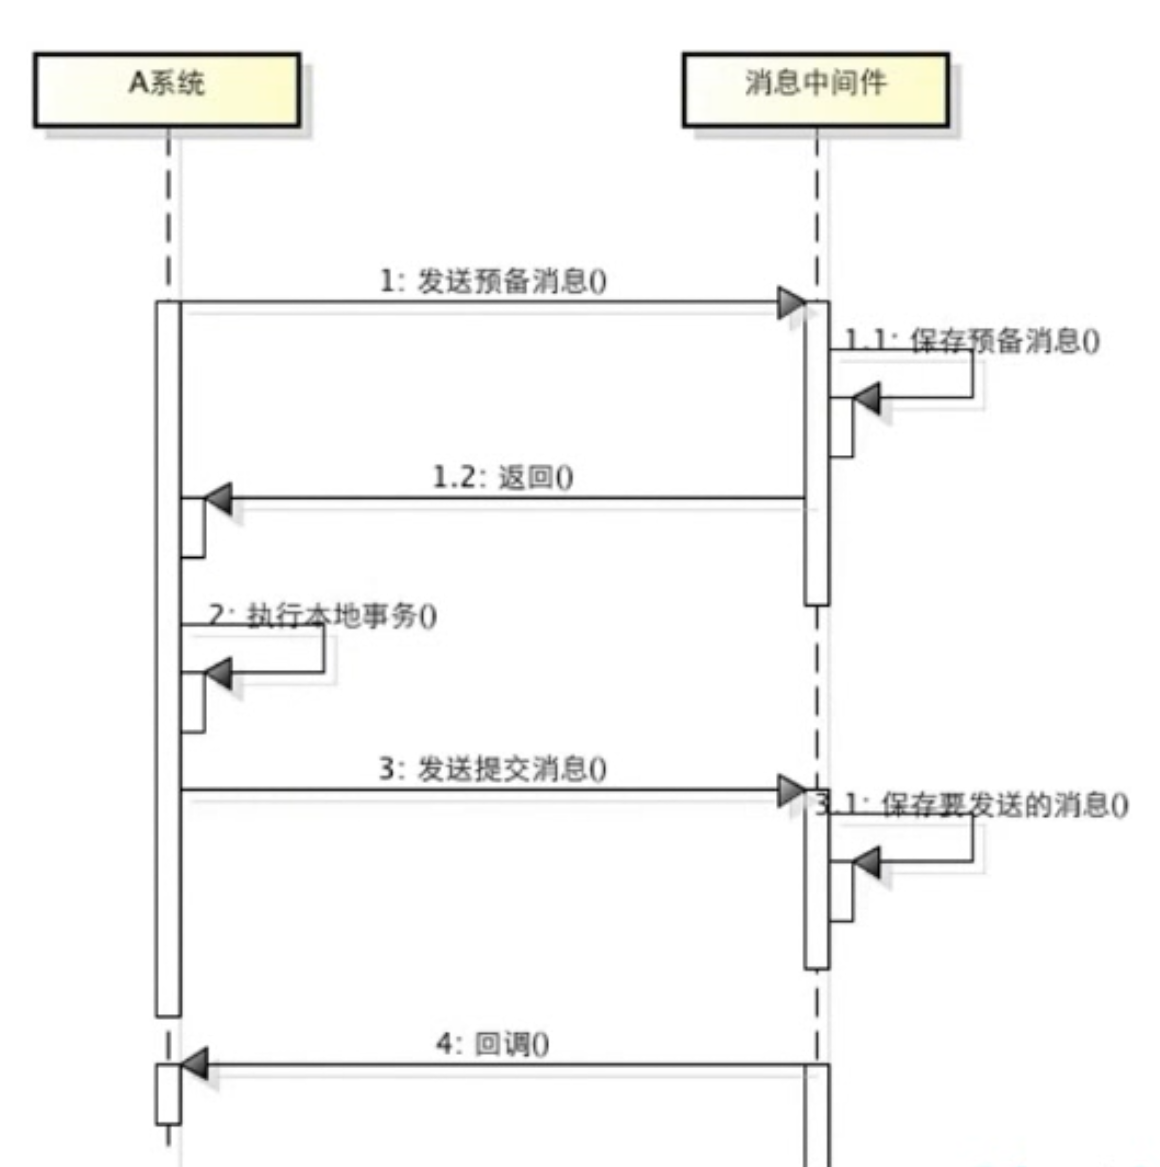 A系统
消息中间件
1: 发送预备消息()
1.1: 保存预备消息()
1.2: 返回()
2: 执行本地事务()
3: 发送提交消息()
3.1: 保存要发送的消息()
4: 回调()